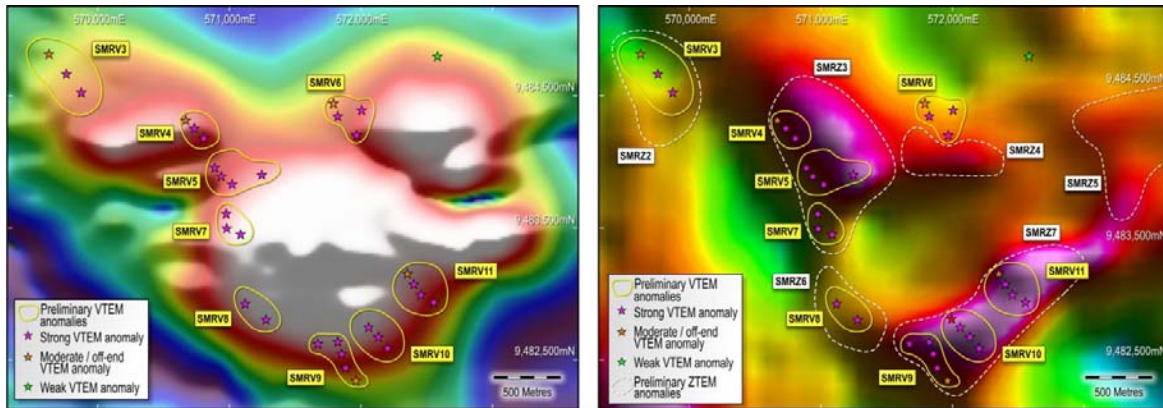 570,000mE
571,000mE
572,000mE
SMRV3
9,484,500mN
SMRV6
SMRV4
SMRV5
9,483,500mN
SMRV7
SMRV11
SMRV8
SMRV10
9,482,500mN
SMRV9
Preliminary VTEM
anomalies
Strong VTEM anomaly
Moderate / off-end
VTEM anomaly
Weak VTEM anomaly
500 Metres
570,000mE
571,000mE
572,000mE
SMRV3
SMRZ3
9,484,500mN
SMRV6
SMRV4
SMRZ2
SMRZ4
SMRV5
SMRZ5
9,483,500mN
SMRV7
SMRZ7
SMRV11
SMRZ6
SMRV8
SMRV10
9,482,500mN
SMRV9
Preliminary VTEM
anomalies
Strong VTEM anomaly
Moderate / off-end
VTEM anomaly
Weak VTEM anomaly
Preliminary ZTEM
anomalies
500 Metres